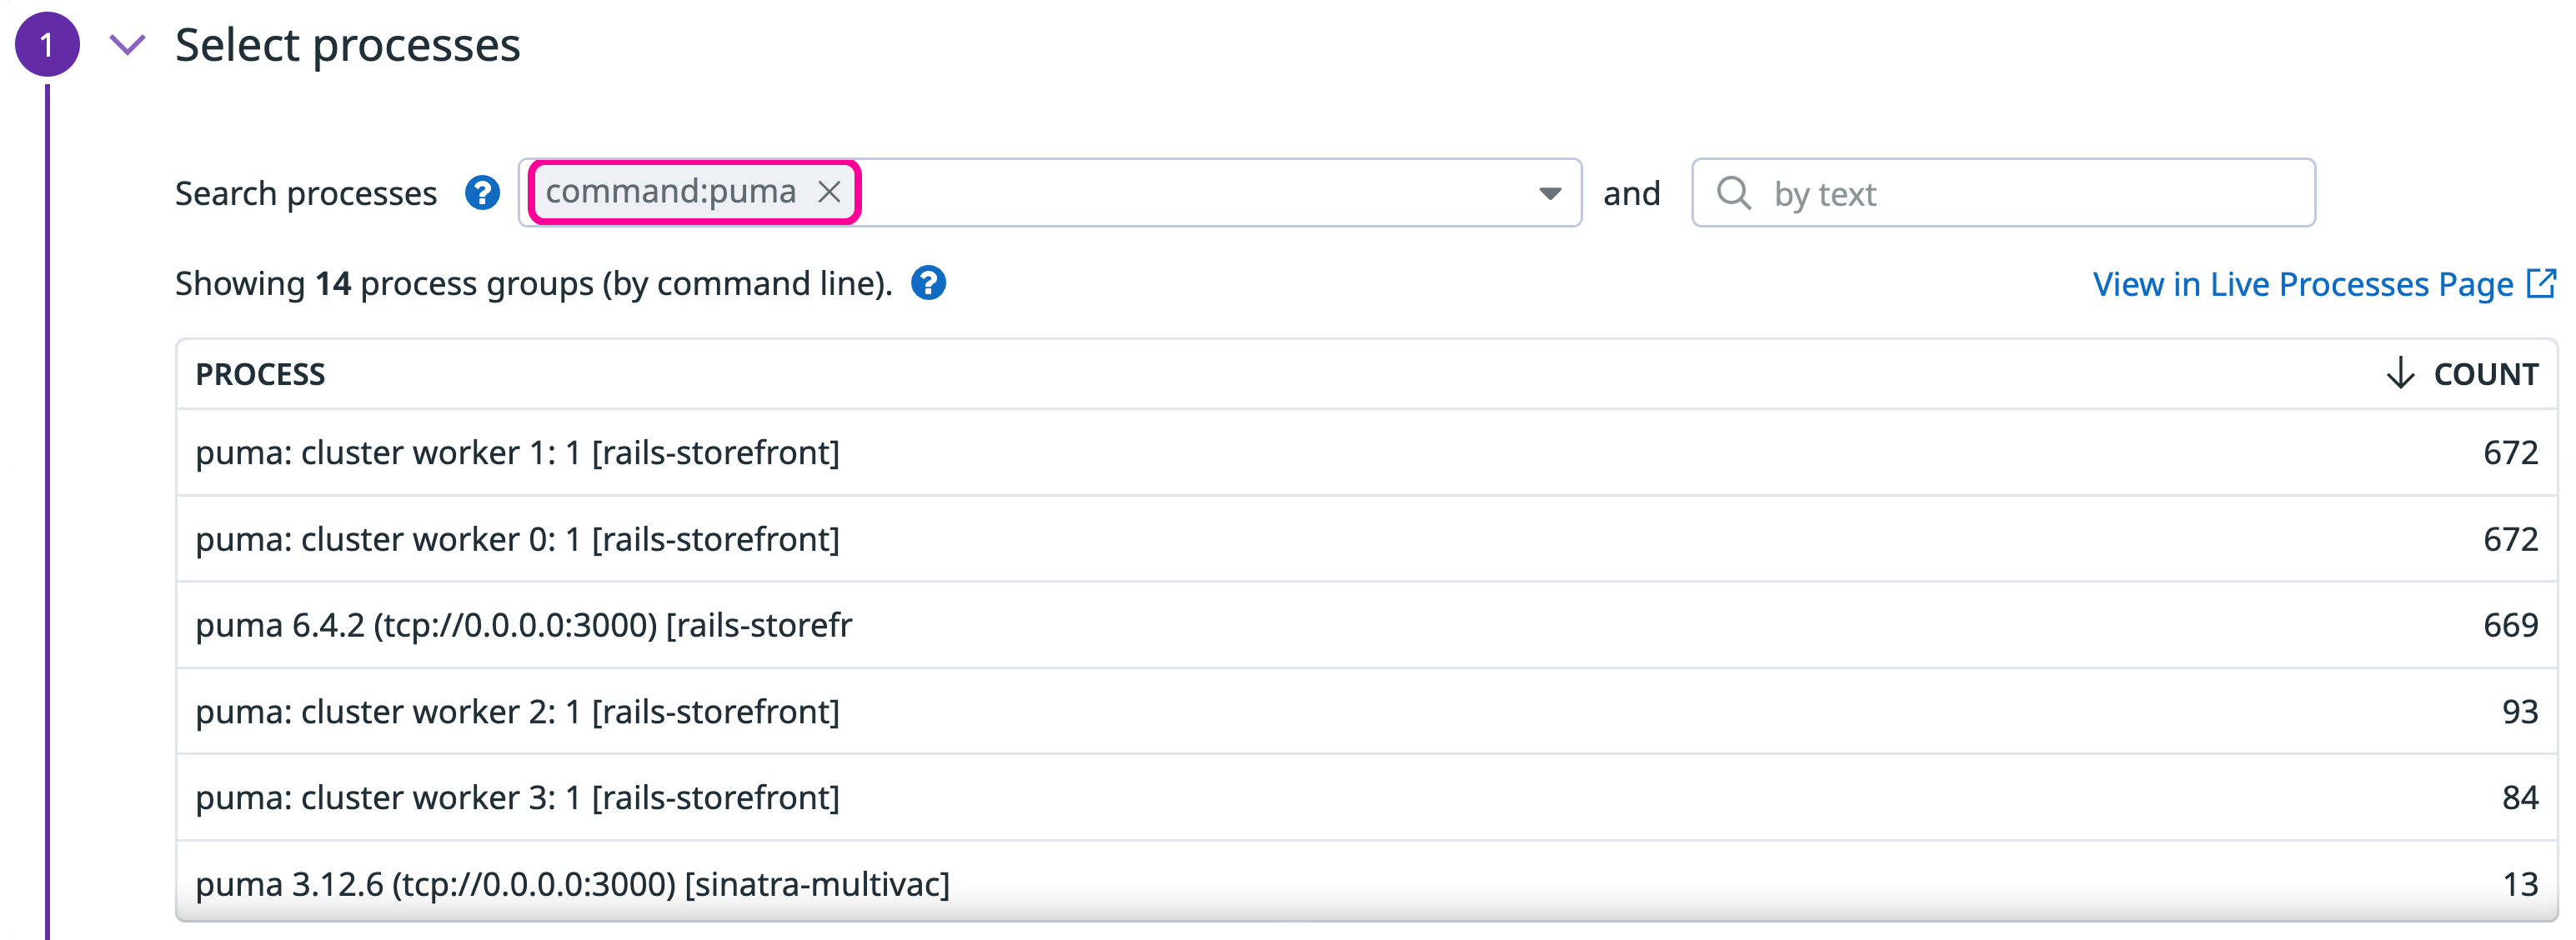 1 Select processes
Search processes ? command:puma × and by text
Showing 14 process groups (by command line). ? View in Live Processes Page
PROCESS ↓ COUNT
puma: cluster worker 1: 1 [rails-storefront] 672
puma: cluster worker 0: 1 [rails-storefront] 672
puma 6.4.2 (tcp://0.0.0.0:3000) [rails-storefr 669
puma: cluster worker 2: 1 [rails-storefront] 93
puma: cluster worker 3: 1 [rails-storefront] 84
puma 3.12.6 (tcp://0.0.0.0:3000) [sinatra-multivac] 13